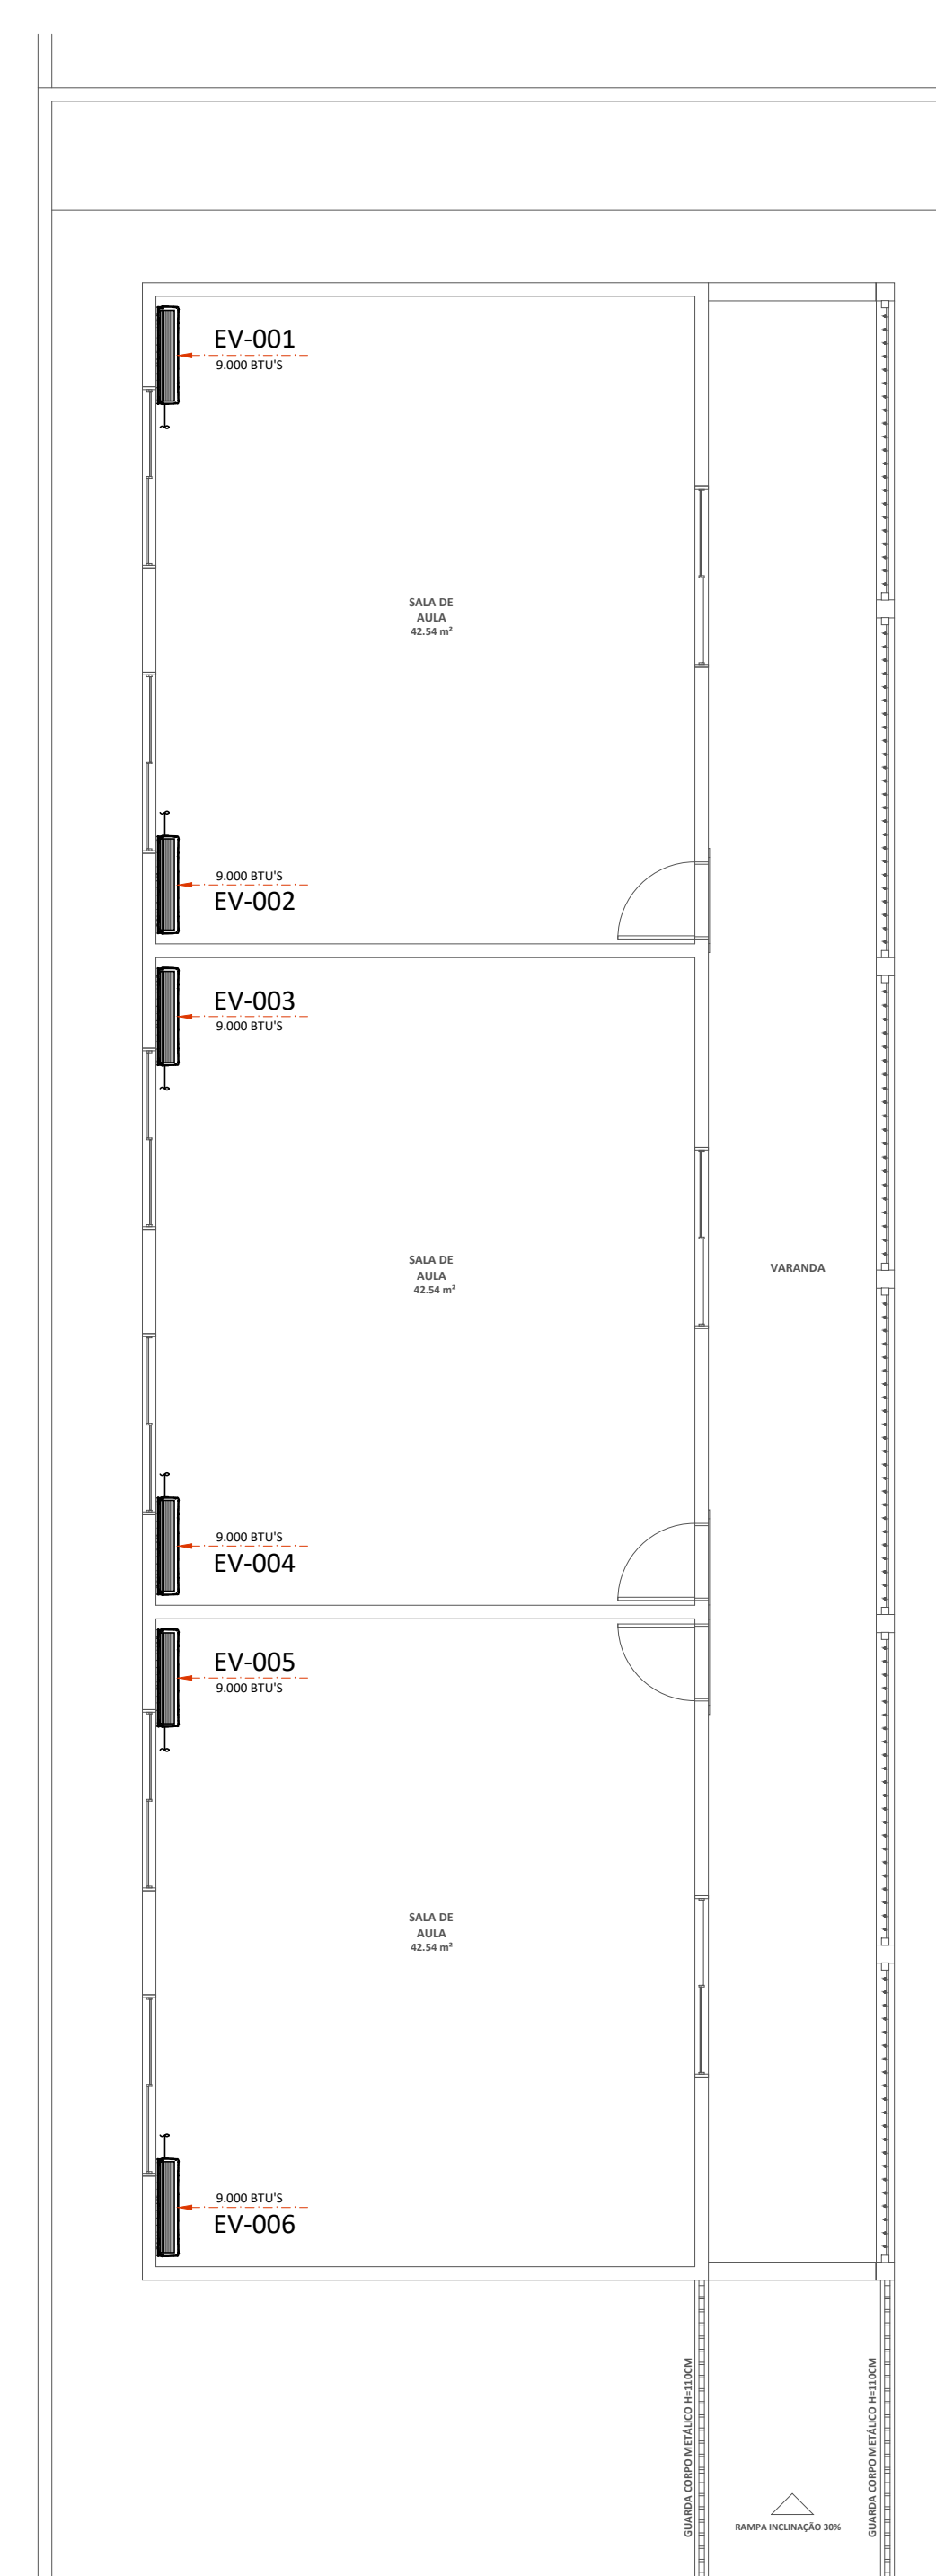 EV-001
9.000 BTU'S
SALA DE
AULA
42.54 m²
9.000 BTU'S
EV-002
EV-003
9.000 BTU'S
SALA DE
AULA
42.54 m²
VARANDA
9.000 BTU'S
EV-004
EV-005
9.000 BTU'S
SALA DE
AULA
42.54 m²
9.000 BTU'S
EV-006
GUARDA CORPO METÁLICO H=110CM
GUARDA CORPO METÁLICO H=110CM
RAMPA INCLINAÇÃO 30%